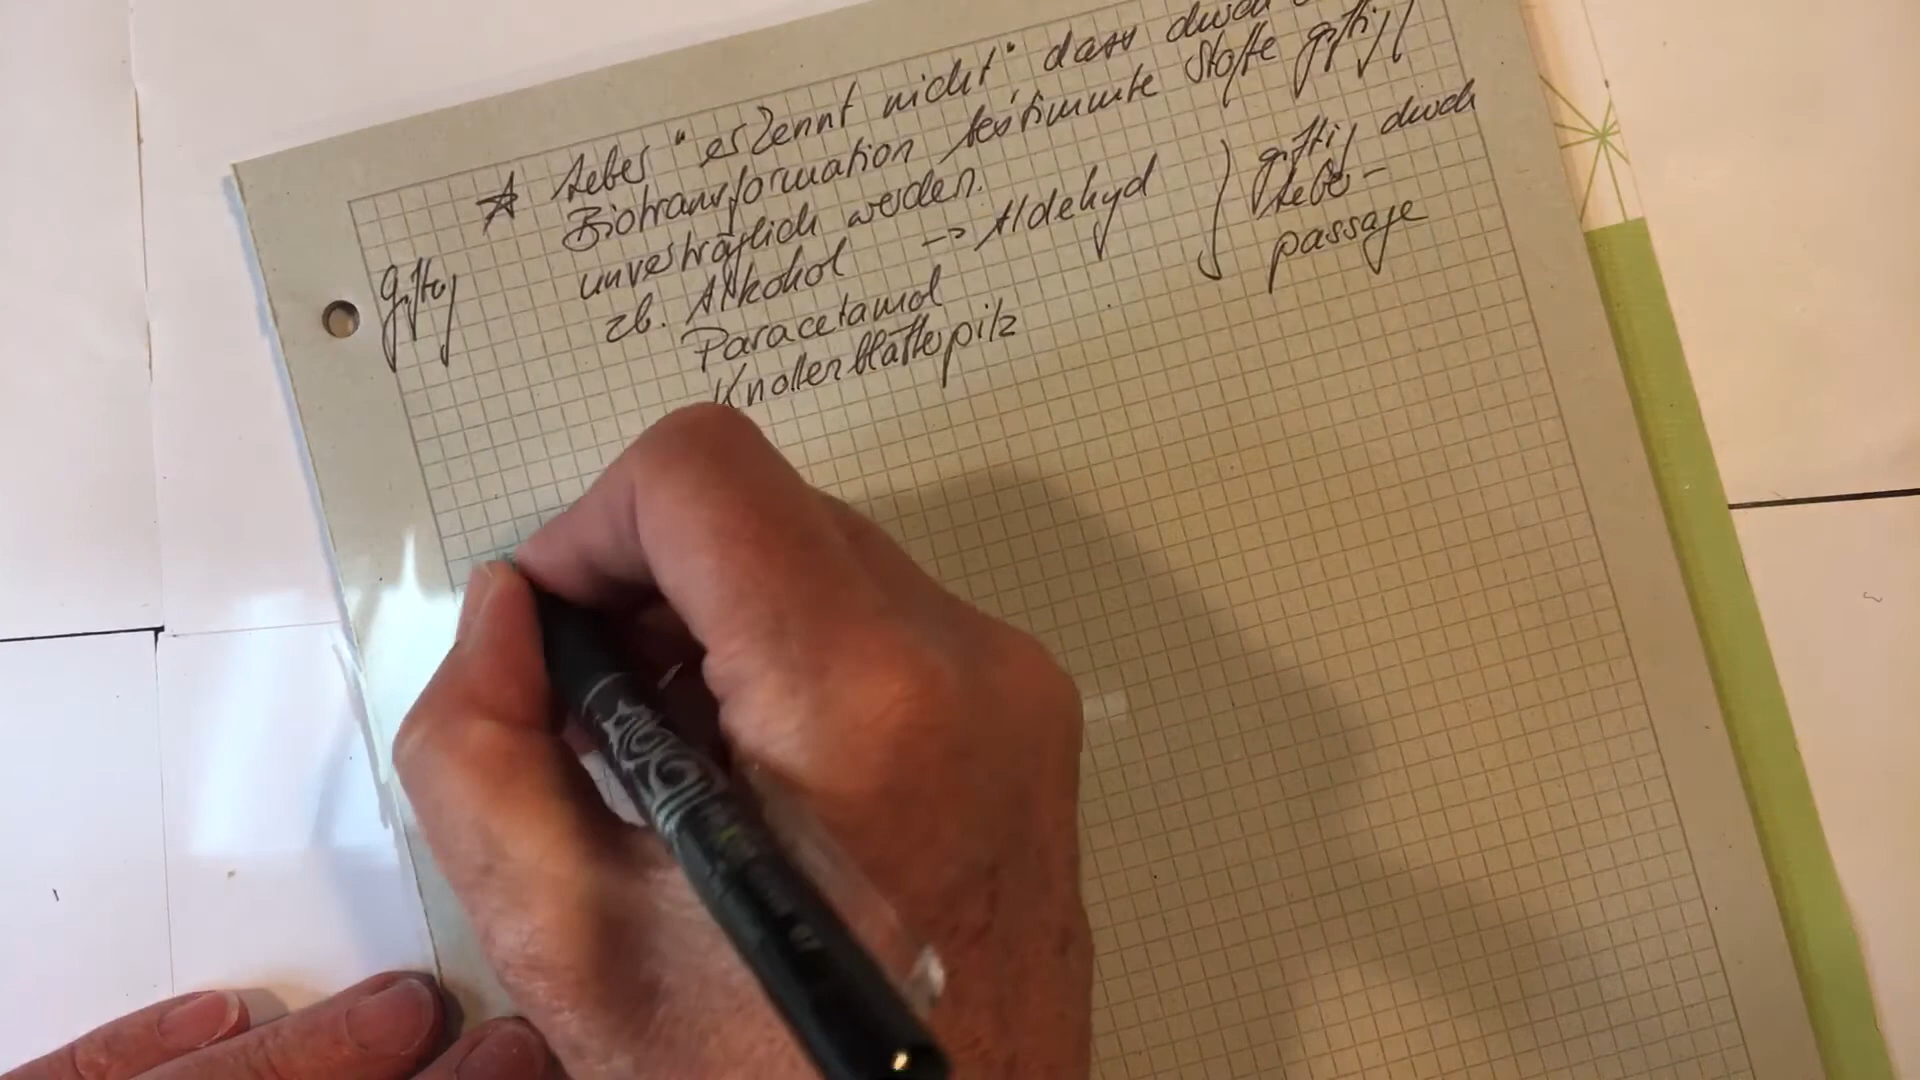 * Leber "erkennt nicht" dass durch
Biotransformation bestimmte Stoffe giftig/
unverträglich werden.
giftig
zb. Alkohol -> Aldehyd
Paracetamol
Knollenblätterpilz
giftig durch
Leber-
passage
07